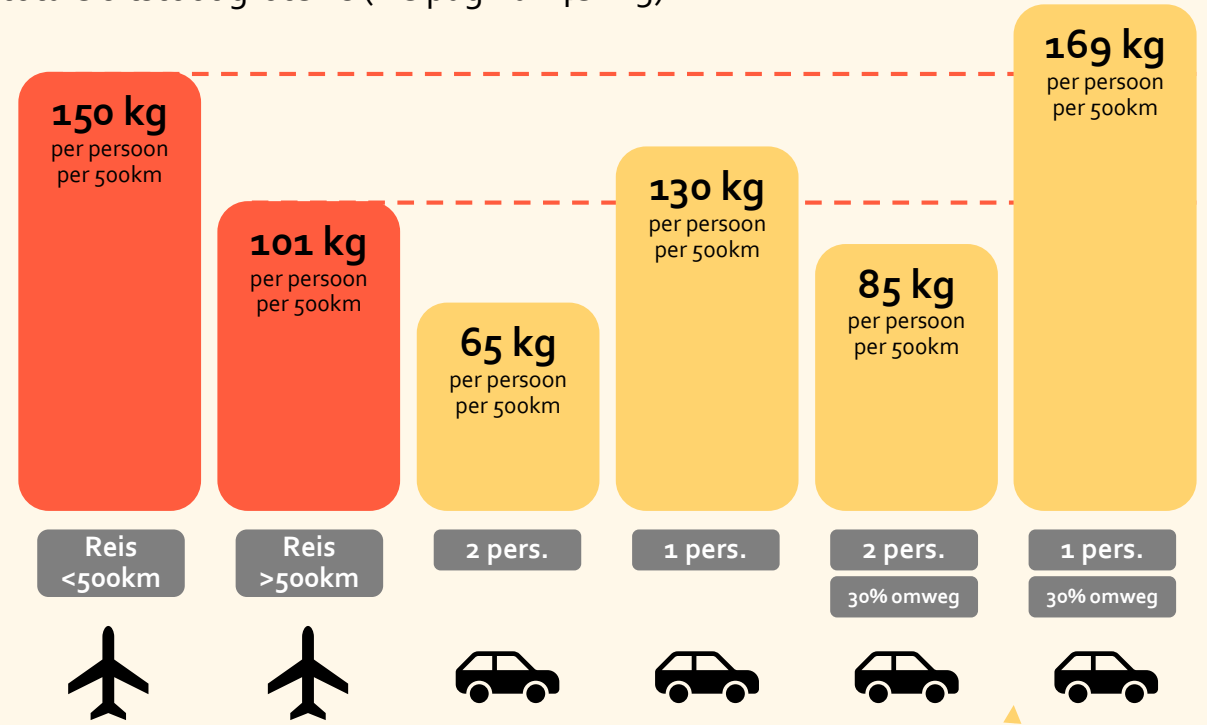 150 kg
per persoon
per 500km
101 kg
per persoon
per 500km
65 kg
per persoon
per 500km
130 kg
per persoon
per 500km
85 kg
per persoon
per 500km
169 kg
per persoon
per 500km
Reis
<500km
Reis
>500km
2 pers.
1 pers.
2 pers.
30% omweg
1 pers.
30% omweg